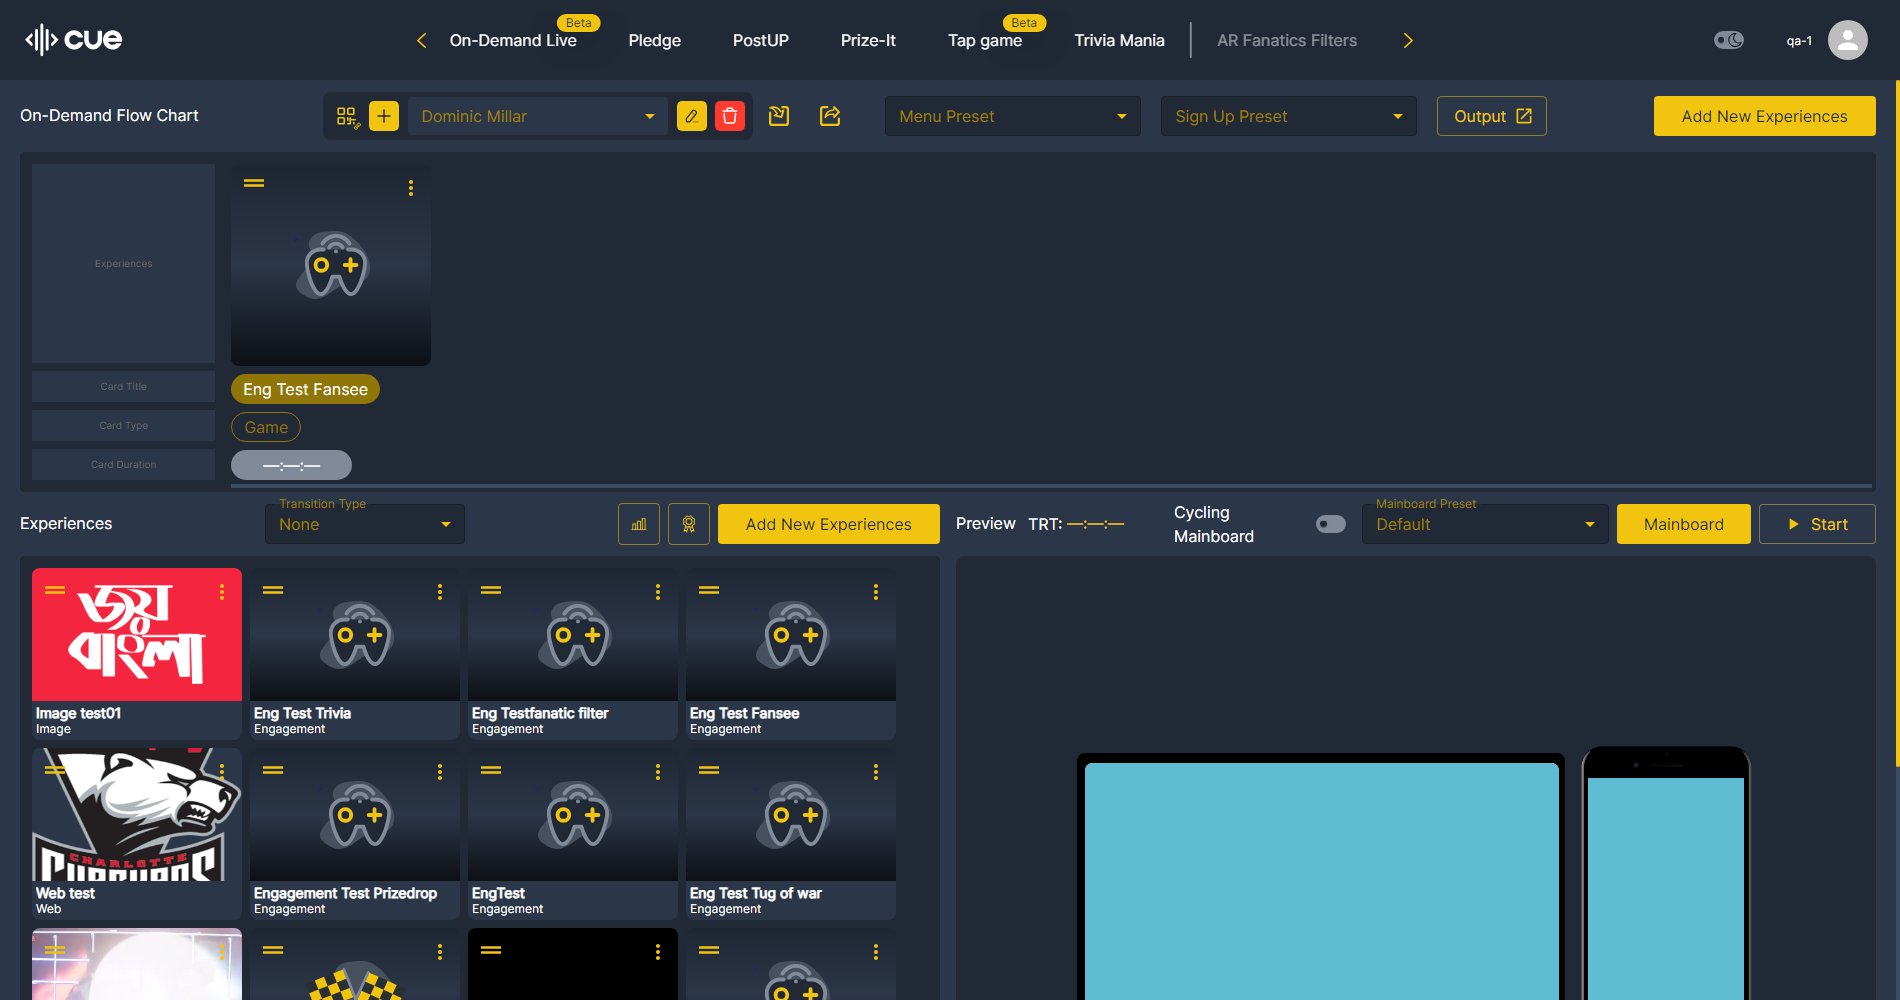 cue
Beta
On-Demand Live
Pledge
PostUP
Prize-It
Beta
Tap game
Trivia Mania
AR Fanatics Filters
qa-1
On-Demand Flow Chart
Dominic Millar
Menu Preset
Sign Up Preset
Output
Add New Experiences
Experiences
Card Title
Eng Test Fansee
Card Type
Game
Card Duration
—:—:—
Experiences
Transition Type
None
Add New Experiences
Preview
TRT: —:—:—
Cycling
Mainboard
Mainboard Preset
Default
Mainboard
Start
জয়
বাংলা
Image test01
Image
Eng Test Trivia
Engagement
Eng Testfanatic filter
Engagement
Eng Test Fansee
Engagement
CHARLOTTE
Web test
Web
Engagement Test Prizedrop
Engagement
EngTest
Engagement
Eng Test Tug of war
Engagement